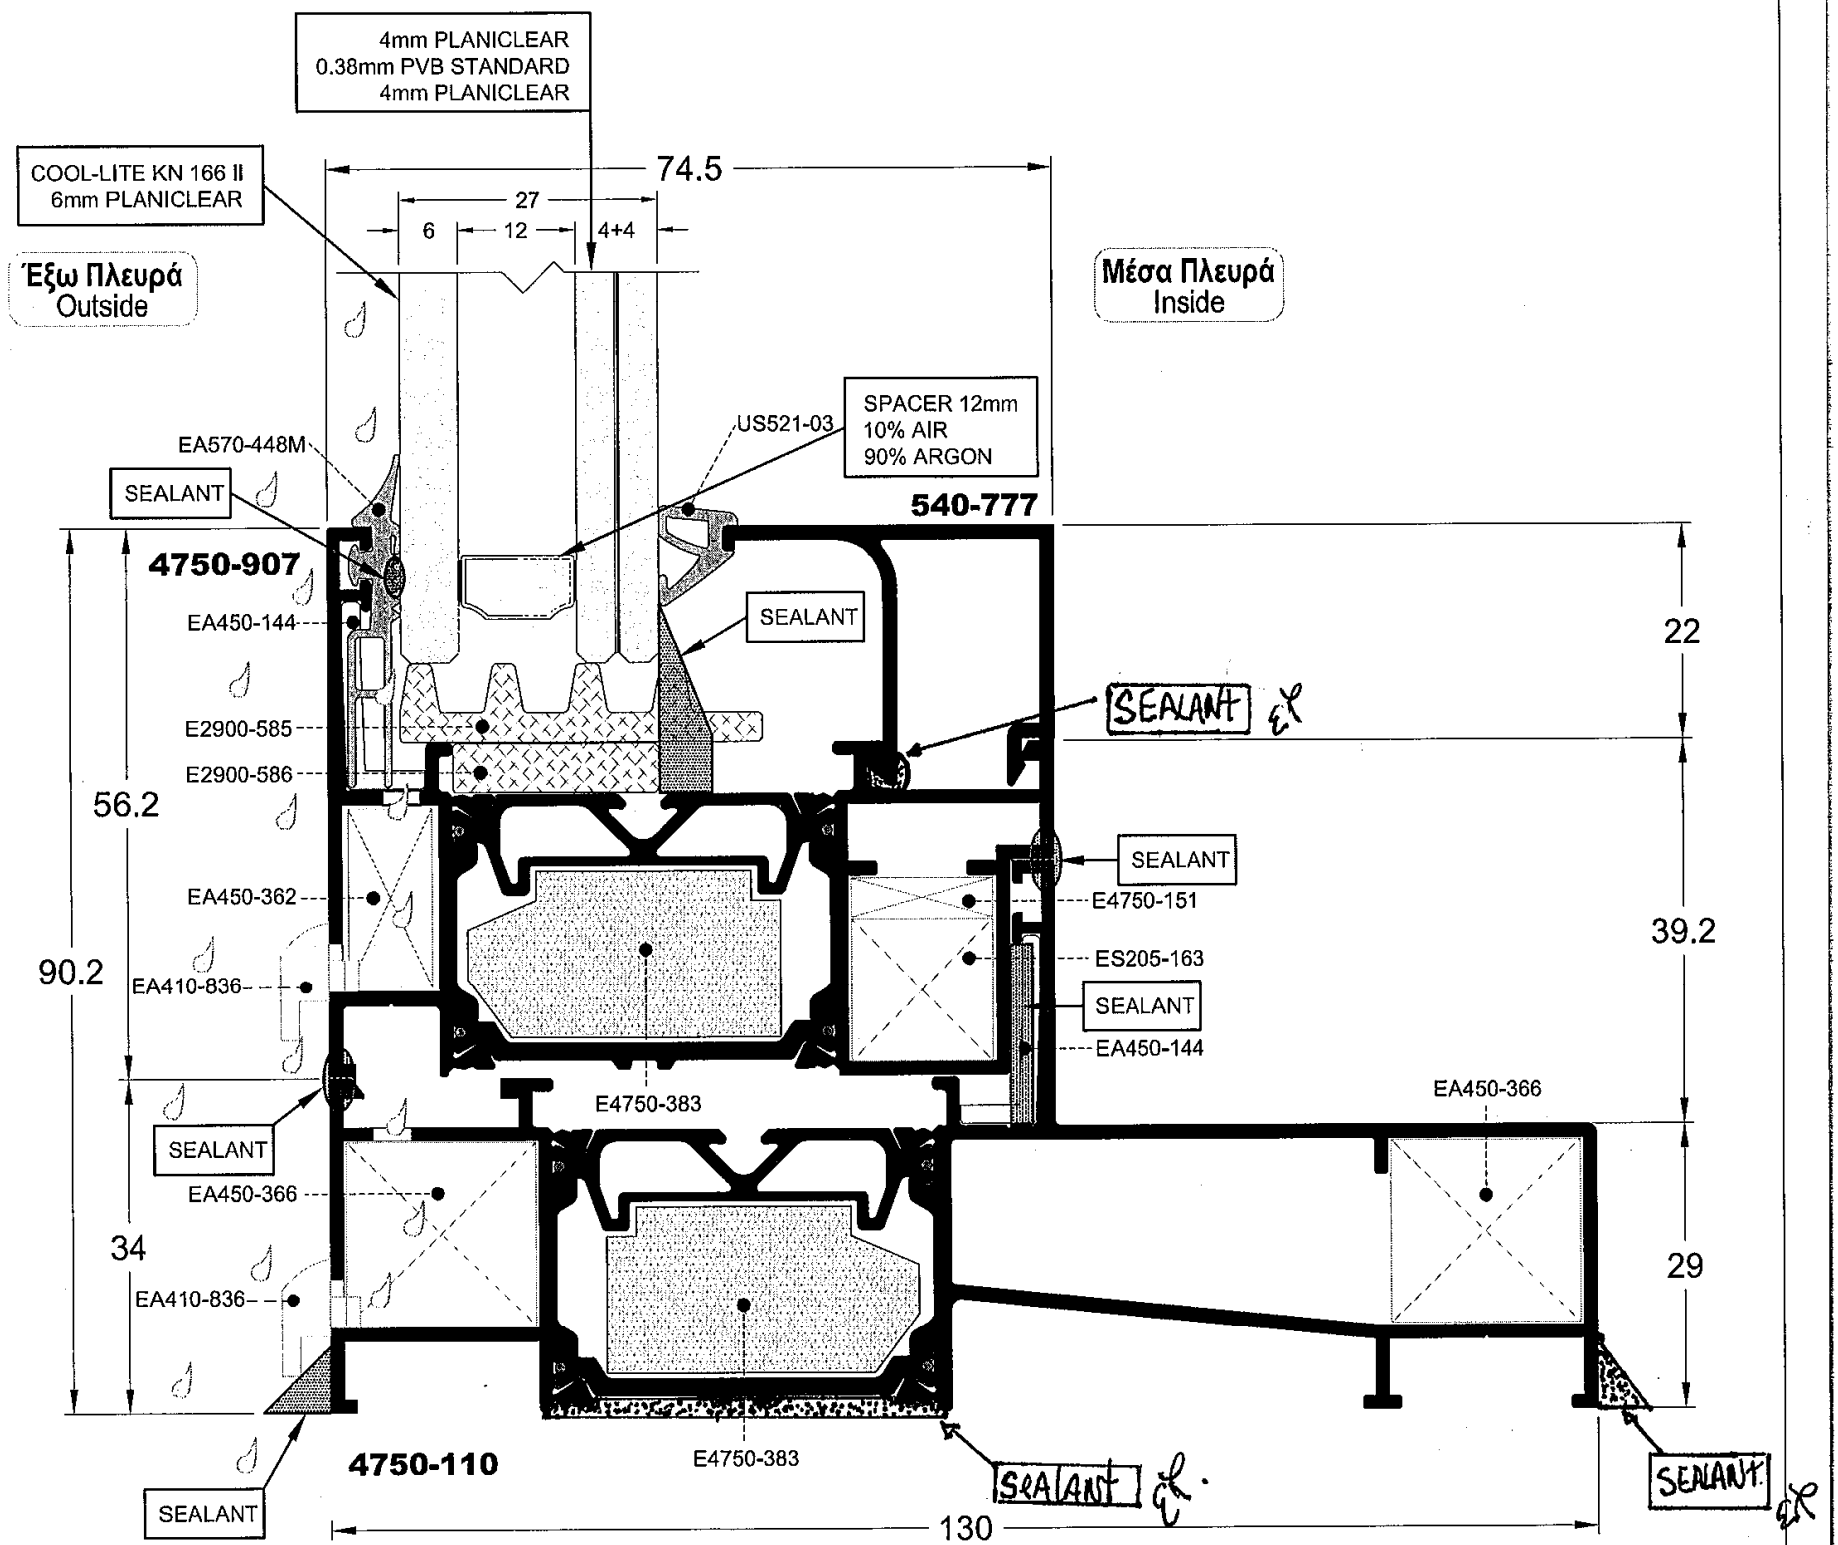 4mm PLANICLEAR
0.38mm PVB STANDARD
4mm PLANICLEAR
COOL-LITE KN 166 II
6mm PLANICLEAR
74.5
27
6
12
4+4
Έξω Πλευρά
Outside
Μέσα Πλευρά
Inside
SPACER 12mm
10% AIR
90% ARGON
US521-03
EA570-448M
SEALANT
540-777
4750-907
EA450-144
SEALANT
22
SEALANT
E2900-585
E2900-586
56.2
SEALANT
EA450-362
E4750-151
39.2
90.2
ES205-163
EA410-836
SEALANT
EA450-144
E4750-383
EA450-366
SEALANT
EA450-366
34
29
EA410-836
4750-110
E4750-383
SEALANT
SEALANT
SEALANT
130